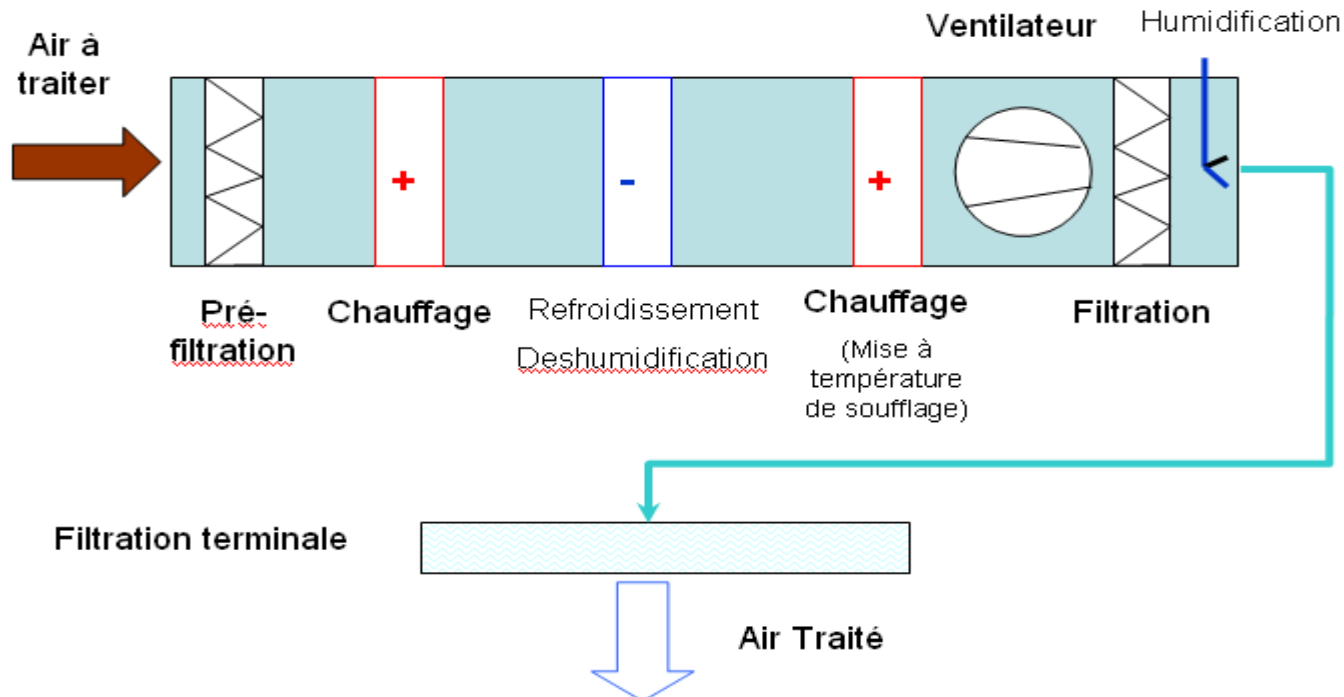 Air à
traiter
Ventilateur
Humidification
+
-
+
Pré-
filtration
Chauffage
Refroidissement
Deshumidification
Chauffage
(Mise à
température
de soufflage)
Filtration
Filtration terminale
Air Traité